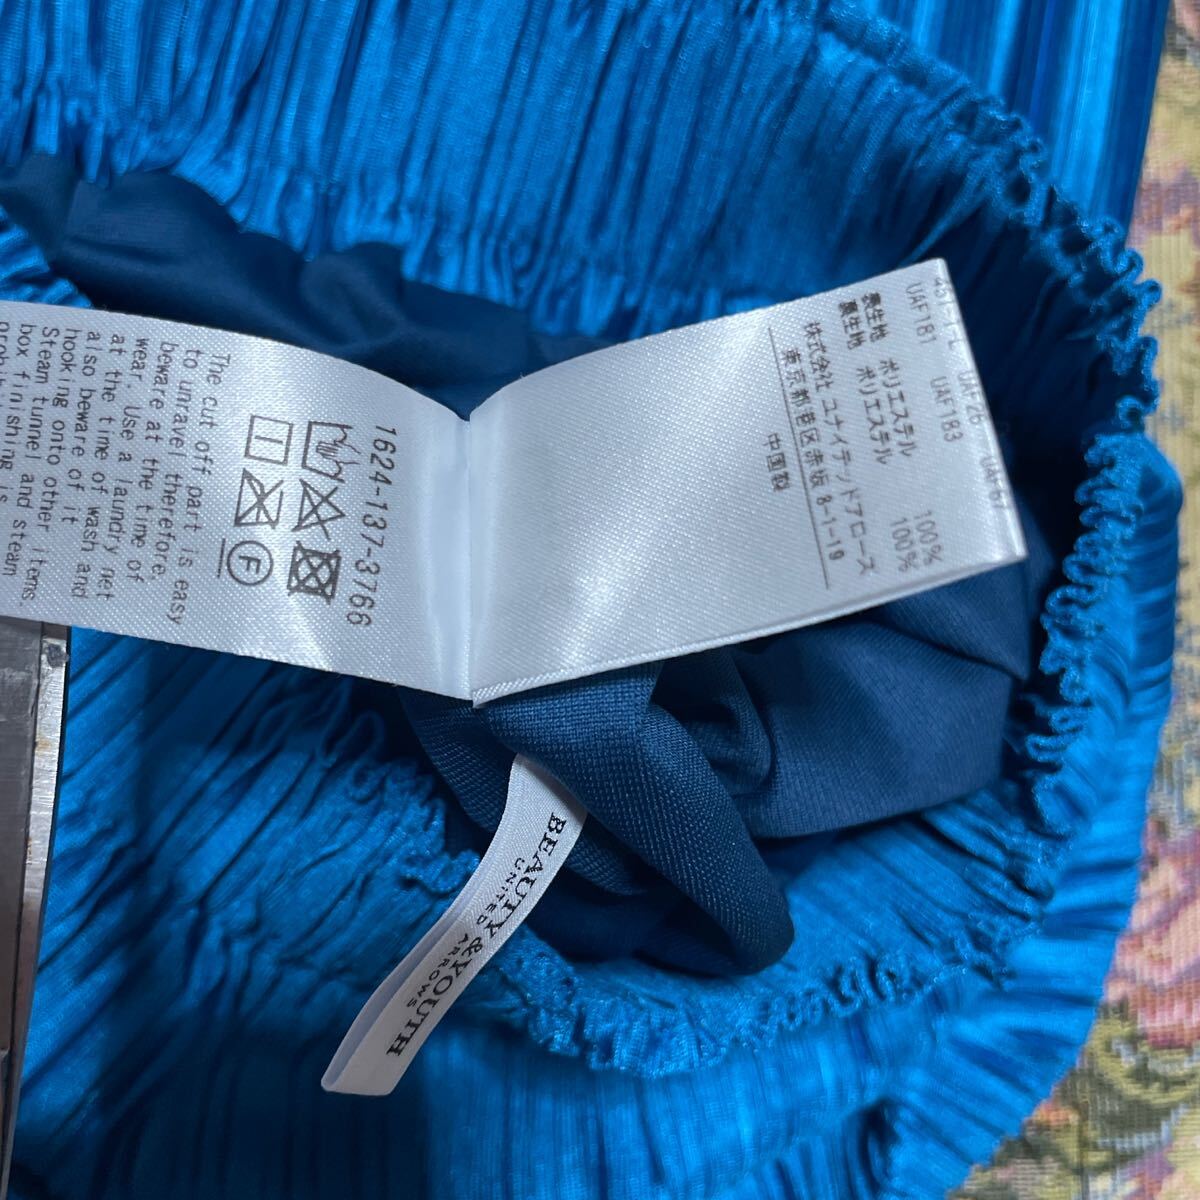 UAF26 UAF67
UAF181 UAF183
表生地 ポリエステル 100%
裏生地 ポリエステル 100%
株式会社 ユナイテッドアローズ
東京都港区赤坂 8-1-19
中国製
1624-137-3766
F
The cut off part is easy
to unravel therefore,
beware at the time of
wear. Use a laundry net
at the time of wash and
also beware of it
hooking onto other items.
Steam tunnel and steam
box finishing is
BEAUTY&YOUTH
UNITED ARROWS